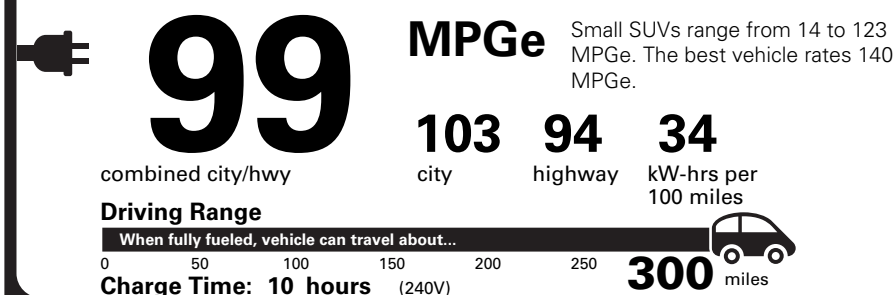 99
MPGe
Small SUVs range from 14 to 123
MPGe. The best vehicle rates 140
MPGe.
103 94 34
combined city/hwy city highway kW-hrs per
100 miles
Driving Range
When fully fueled, vehicle can travel about...
0 50 100 150 200 250 300 miles
Charge Time: 10 hours (240V)